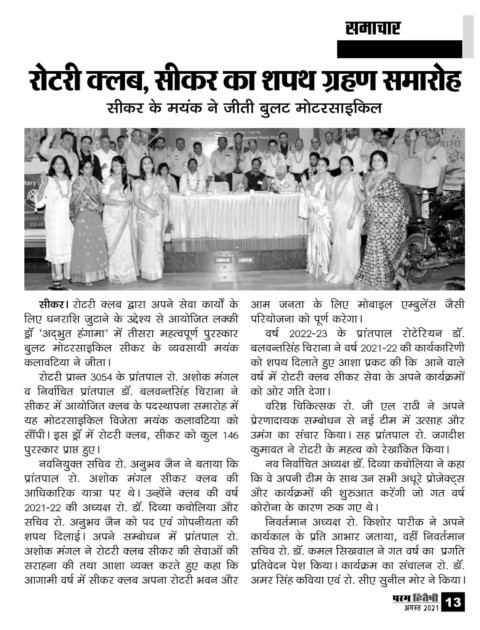 समाचार
रोटरी क्लब, सीकर का शपथ ग्रहण समारोह
सीकर के मयंक ने जीती बुलट मोटरसाइकिल
सीकर। रोटरी क्लब द्वारा अपने सेवा कार्यों के
लिए धनराशि जुटाने के उद्देश्य से आयोजित लक्की
ड्रॉ 'अद्भुत हंगामा' में तीसरा महत्वपूर्ण पुरस्कार
बुलट मोटरसाइकिल सीकर के व्यवसायी मयंक
कलावटिया ने जीता।
रोटरी प्रान्त 3054 के प्रांतपाल रो. अशोक मंगल
व निर्वाचित प्रांतपाल डॉ. बलवन्तसिंह चिराना ने
सीकर में आयोजित क्लब के पदस्थापना समारोह में
यह मोटरसाइकिल विजेता मयंक कलावटिया को
सौंपी। इस ड्रॉ में रोटरी क्लब, सीकर को कुल 146
पुरस्कार प्राप्त हुए।
नवनियुक्त सचिव रो. अनुभव जैन ने बताया कि
प्रांतपाल रो. अशोक मंगल सीकर क्लब की
आधिकारिक यात्रा पर थे। उन्होंने क्लब की वर्ष
2021-22 की अध्यक्ष रो. डॉ. दिव्या कचोलिया और
सचिव रो. अनुभव जैन को पद एवं गोपनीयता की
शपथ दिलाई। अपने सम्बोधन में प्रांतपाल रो.
अशोक मंगल ने रोटरी क्लब सीकर की सेवाओं की
सराहना की तथा आशा व्यक्त करते हुए कहा कि
आगामी वर्ष में सीकर क्लब अपना रोटरी भवन और
आम जनता के लिए मोबाइल एम्बुलेंस जैसी
परियोजना को पूर्ण करेगा।
वर्ष 2022-23 के प्रांतपाल रोटेरियन डॉ.
बलवन्तसिंह चिराना ने वर्ष 2021-22 की कार्यकारिणी
को शपथ दिलाते हुए आशा प्रकट की कि आने वाले
वर्ष में रोटरी क्लब सीकर सेवा के अपने कार्यक्रमों
को ओर गति देगा।
वरिष्ठ चिकित्सक रो. जी एल राठी ने अपने
प्रेरणादायक सम्बोधन से नई टीम में उत्साह और
उमंग का संचार किया। सह प्रांतपाल रो. जगदीश
कुमावत ने रोटरी के महत्व को रेखांकित किया।
नव निर्वाचित अध्यक्ष डॉ. दिव्या कचोलिया ने कहा
कि वे अपनी टीम के साथ उन सभी अधूरे प्रोजेक्ट्स
और कार्यक्रमों की शुरुआत करेंगी जो गत वर्ष
कोरोना के कारण रुक गए थे।
निवर्तमान अध्यक्ष रो. किशोर पारीक ने अपने
कार्यकाल के प्रति आभार जताया, वहीं निवर्तमान
सचिव रो. डॉ. कमल सिखवाल ने गत वर्ष का प्रगति
प्रतिवेदन पेश किया। कार्यक्रम का संचालन रो. डॉ.
अमर सिंह कविया एवं रो. सीए सुनील मोर ने किया।
परम हितैषी
अगस्त 2021
13